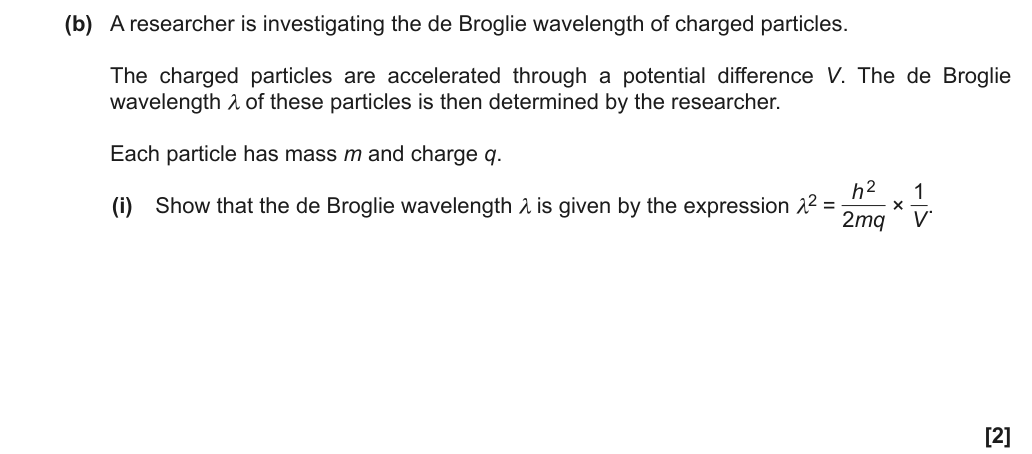 (b) A researcher is investigating the de Broglie wavelength of charged particles.
The charged particles are accelerated through a potential difference V. The de Broglie
wavelength λ of these particles is then determined by the researcher.
Each particle has mass m and charge q.
(i) Show that the de Broglie wavelength λ is given by the expression λ² = h²/2mq × 1/V.
[2]